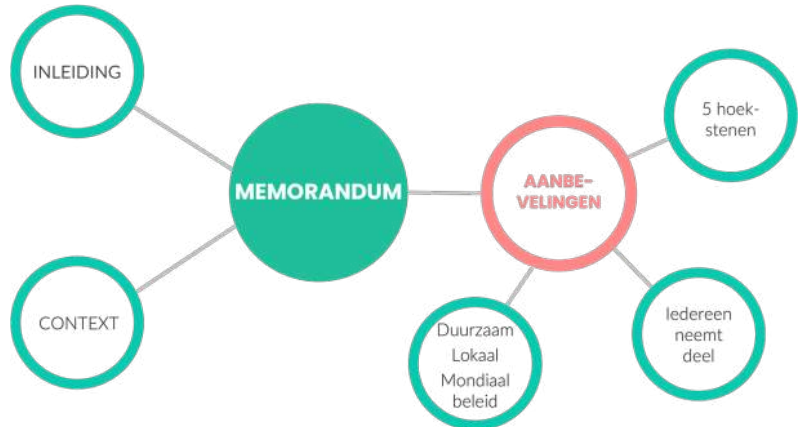 INLEIDING
MEMORANDUM
CONTEXT
AANBE-
VELINGEN
5 hoek-
stenen
Iedereen
neemt
deel
Duurzaam
Lokaal
Mondiaal
beleid